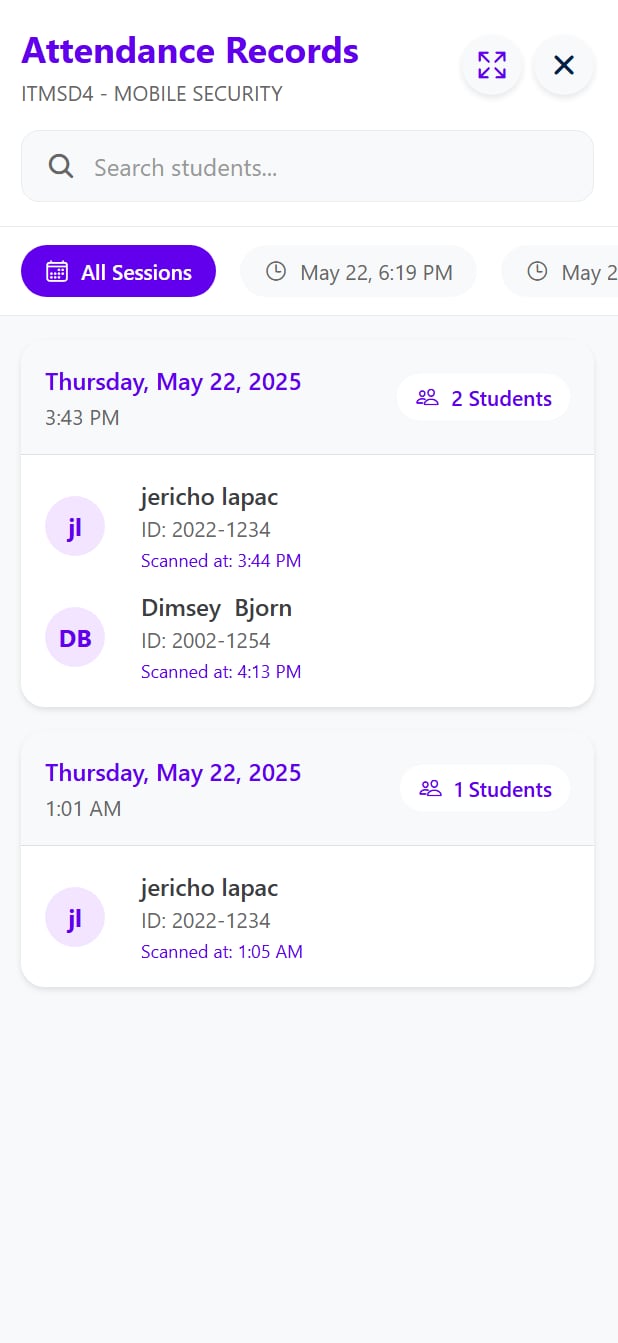 Attendance Records
ITMSD4 - MOBILE SECURITY
Search students...
All Sessions
May 22, 6:19 PM
May 2
Thursday, May 22, 2025
3:43 PM
2 Students
jl
jericho lapac
ID: 2022-1234
Scanned at: 3:44 PM
DB
Dimsey  Bjorn
ID: 2002-1254
Scanned at: 4:13 PM
Thursday, May 22, 2025
1:01 AM
1 Students
jl
jericho lapac
ID: 2022-1234
Scanned at: 1:05 AM